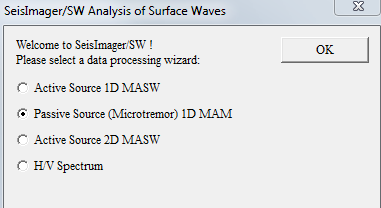 SeisImager/SW Analysis of Surface Waves
Welcome to SeisImager/SW !
OK
Please select a data processing wizard:
Active Source 1D MASW
Passive Source (Microtremor) 1D MAM
Active Source 2D MASW
H/V Spectrum